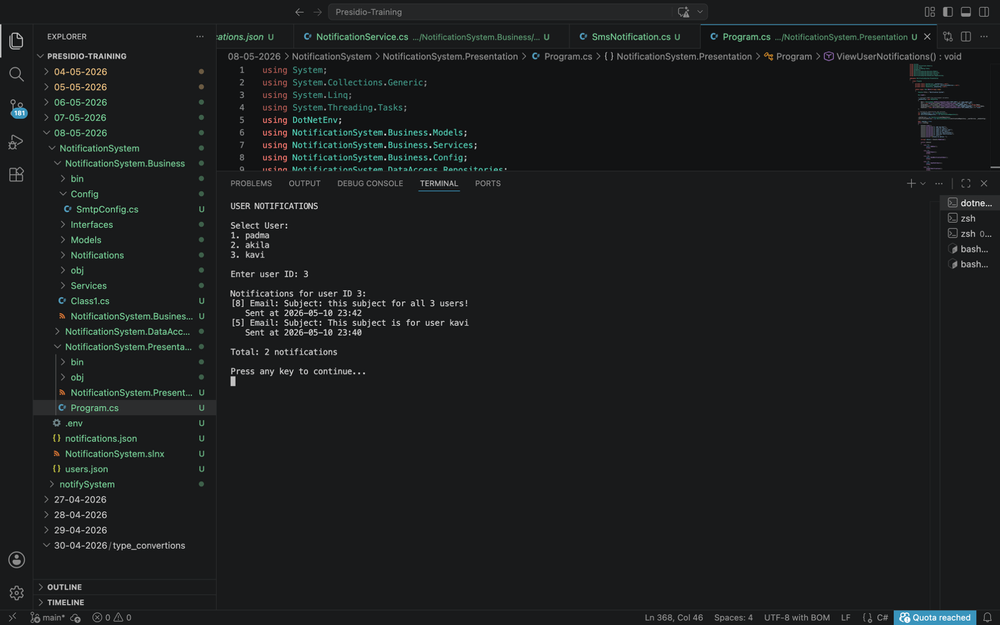 Presidio-Training
EXPLORER
PRESIDIO-TRAINING
04-05-2026
05-05-2026
06-05-2026
07-05-2026
08-05-2026
NotificationSystem
NotificationSystem.Business
bin
Config
SmtpConfig.cs U
Interfaces
Models
Notifications
obj
Services
Class1.cs U
NotificationSystem.Busines... U
NotificationSystem.DataAcc...
NotificationSystem.Presenta...
bin
obj
NotificationSystem.Present... U
Program.cs U
.env U
notifications.json U
NotificationSystem.slnx U
users.json U
notifySystem
27-04-2026
28-04-2026
29-04-2026
30-04-2026/type_convertions
OUTLINE
TIMELINE
181
ations.json U
NotificationService.cs .../NotificationSystem.Business/... U
SmsNotification.cs U
Program.cs .../NotificationSystem.Presentation U
08-05-2026 > NotificationSystem > NotificationSystem.Presentation > Program.cs > {} NotificationSystem.Presentation > Program > ViewUserNotifications() : void
1 using System;
2 using System.Collections.Generic;
3 using System.Linq;
4 using System.Threading.Tasks;
5 using DotNetEnv;
6 using NotificationSystem.Business.Models;
7 using NotificationSystem.Business.Services;
8 using NotificationSystem.Business.Config;
9 using NotificationSystem.DataAccess.Repositories;
PROBLEMS OUTPUT DEBUG CONSOLE TERMINAL PORTS
USER NOTIFICATIONS
Select User:
1. padma
2. akila
3. kavi
Enter user ID: 3
Notifications for user ID 3:
[8] Email: Subject: this subject for all 3 users!
Sent at 2026-05-10 23:42
[5] Email: Subject: This subject is for user kavi
Sent at 2026-05-10 23:40
Total: 2 notifications
Press any key to continue...
dotne...
zsh
zsh 0...
bash...
bash...
main* 0 0 Ln 368, Col 46 Spaces: 4 UTF-8 with BOM LF {} C# Quota reached